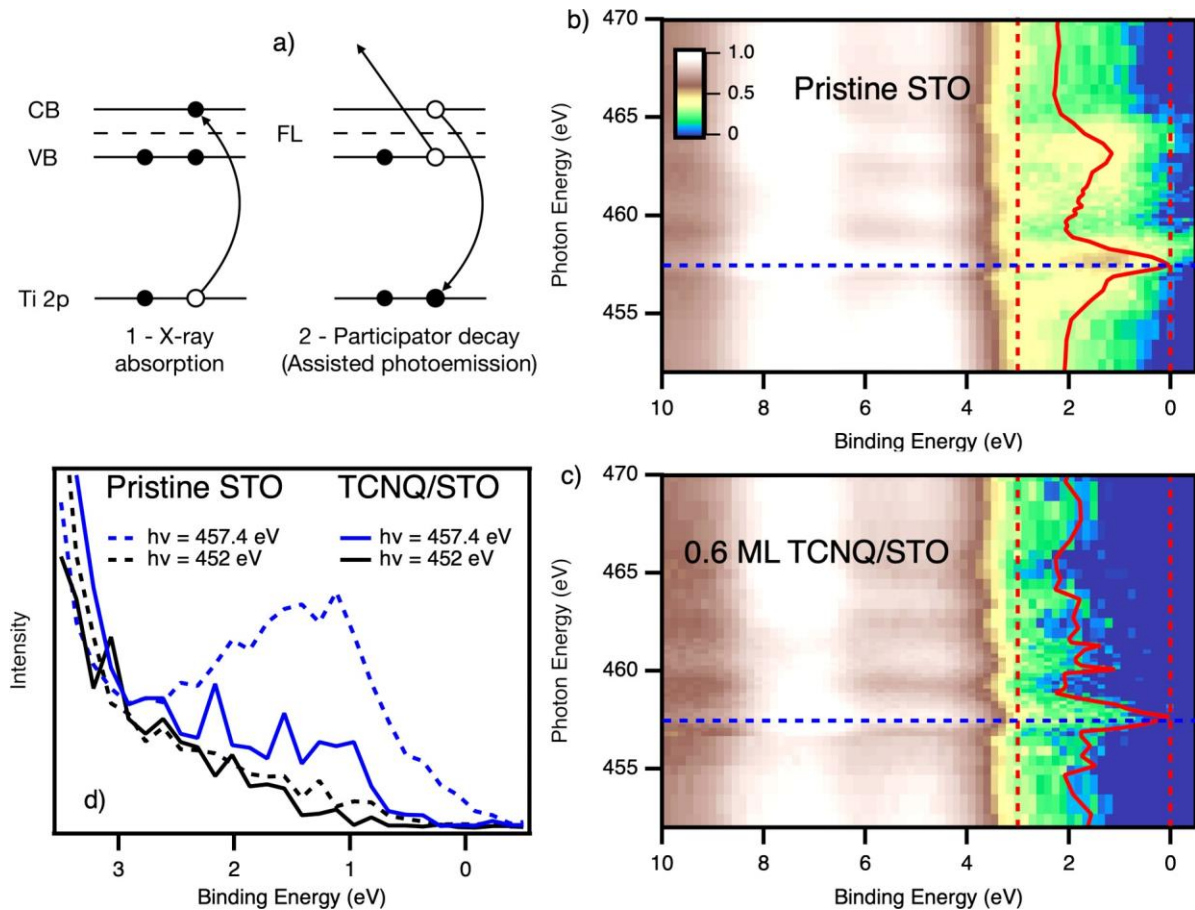 a)
CB
FL
VB
Ti 2p
1 - X-ray
absorption
2 - Participator decay
(Assisted photoemission)
b)
470
465
460
455
Photon Energy (eV)
1.0
0.5
0
Pristine STO
10
8
6
4
2
0
Binding Energy (eV)
c)
470
465
460
455
Photon Energy (eV)
0.6 ML TCNQ/STO
10
8
6
4
2
0
Binding Energy (eV)
Pristine STO
hν = 457.4 eV
hν = 452 eV
TCNQ/STO
hν = 457.4 eV
hν = 452 eV
Intensity
d)
3
2
1
0
Binding Energy (eV)